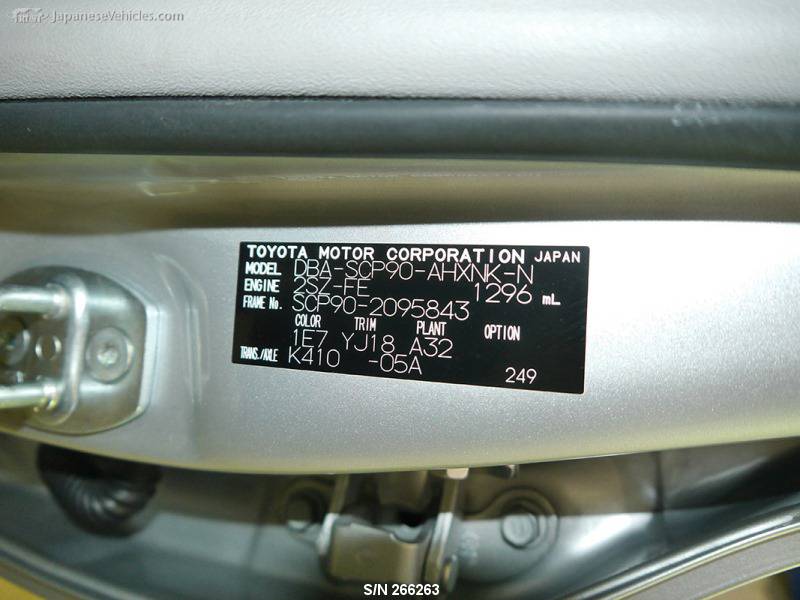 JapaneseVehicles.com
TOYOTA MOTOR CORPORATION JAPAN
MODEL DBA-SCP90-AHXNK-N
ENGINE 2SZ-FE 1296 mL
FRAME No. SCP90-2095843
COLOR TRIM PLANT OPTION
1E7 YJ18 A32
TRANS./AXLE K410 -05A
249
S/N 266263